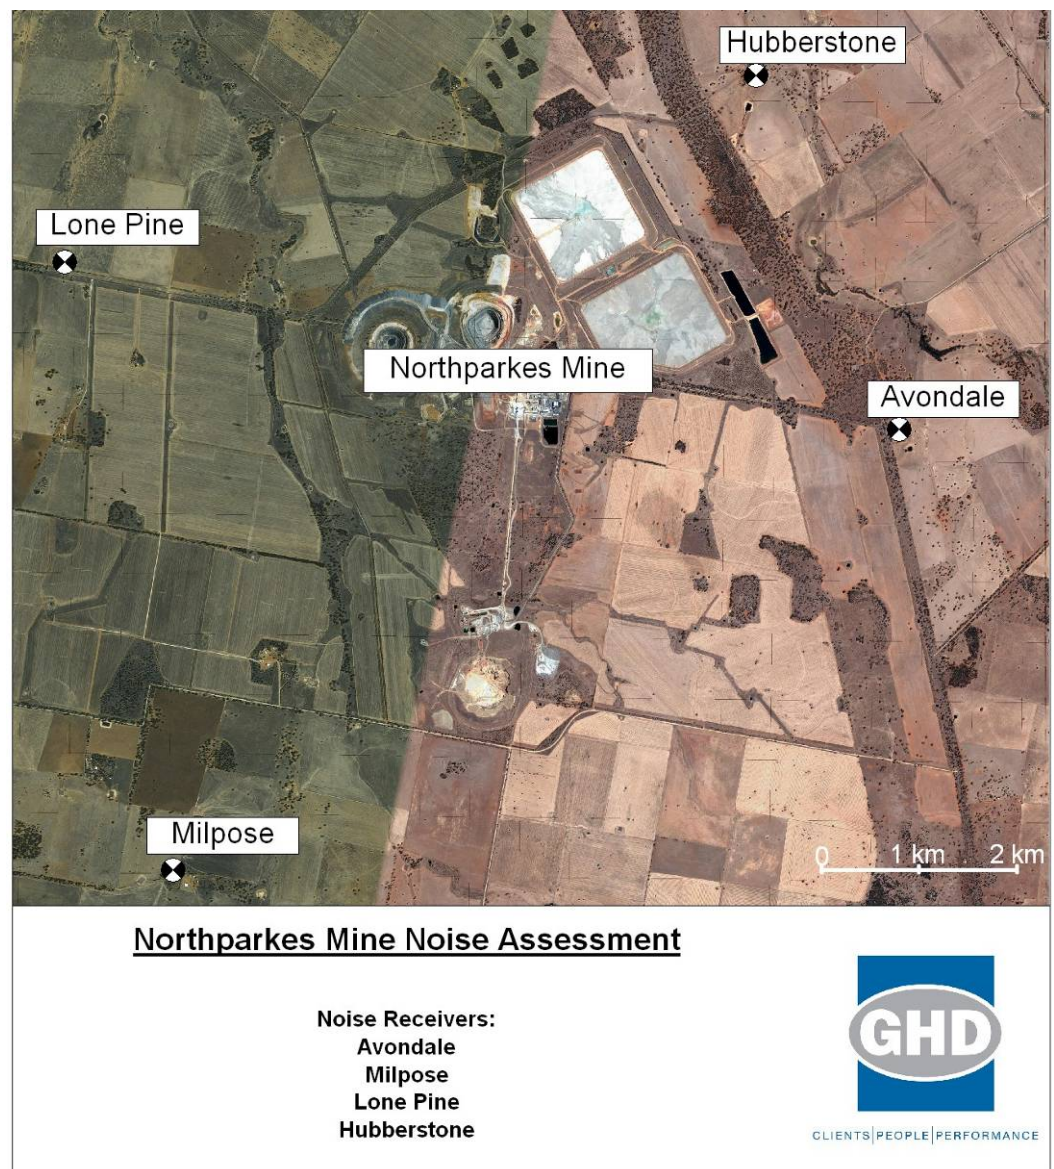 Hubberstone
Lone Pine
Northparkes Mine
Avondale
Milpose
0 1 km 2 km
Northparkes Mine Noise Assessment
Noise Receivers:
Avondale
Milpose
Lone Pine
Hubberstone
GHD
CLIENTS|PEOPLE|PERFORMANCE